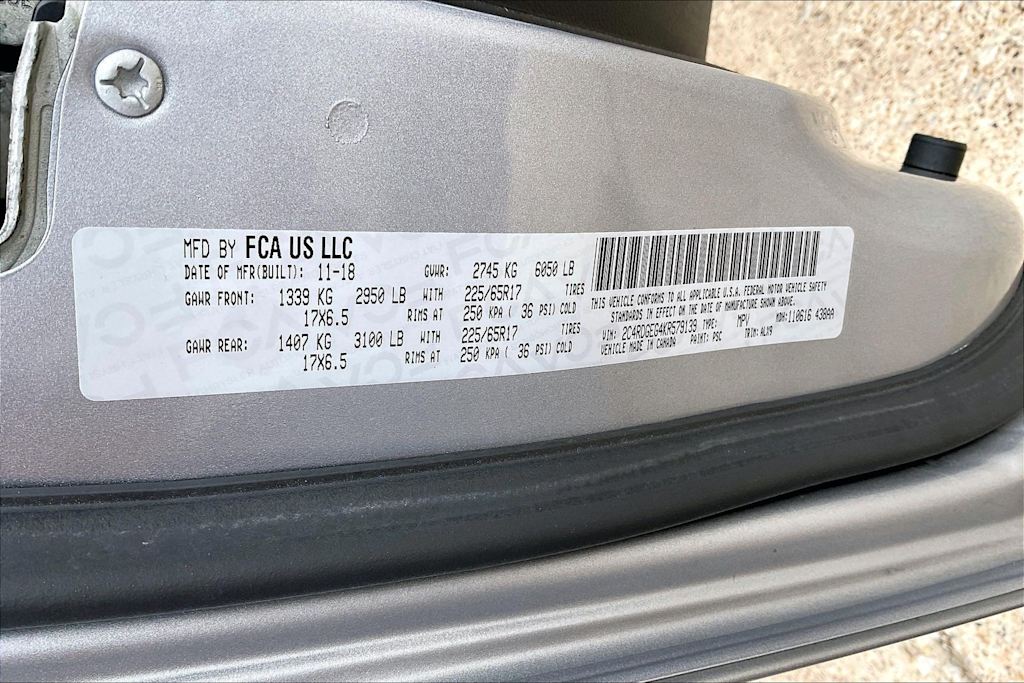 MFD BY FCA US LLC
DATE OF MFR(BUILT): 11-18 GVWR: 2745 KG 6050 LB
GAWR FRONT: 1339 KG 2950 LB WITH 225/65R17 TIRES
17X6.5 RIMS AT 250 KPA ( 36 PSI) COLD
GAWR REAR: 1407 KG 3100 LB WITH 225/65R17 TIRES
17X6.5 RIMS AT 250 KPA ( 36 PSI) COLD
THIS VEHICLE CONFORMS TO ALL APPLICABLE U.S.A. FEDERAL MOTOR VEHICLE SAFETY
STANDARDS IN EFFECT ON THE DATE OF MANUFACTURE SHOWN ABOVE.
VIN: 2C4RDGEG4KR579139 TYPE: MPV MDH: 110616 438AA
VEHICLE MADE IN CANADA PAINT: PSC TRIM: ALX9